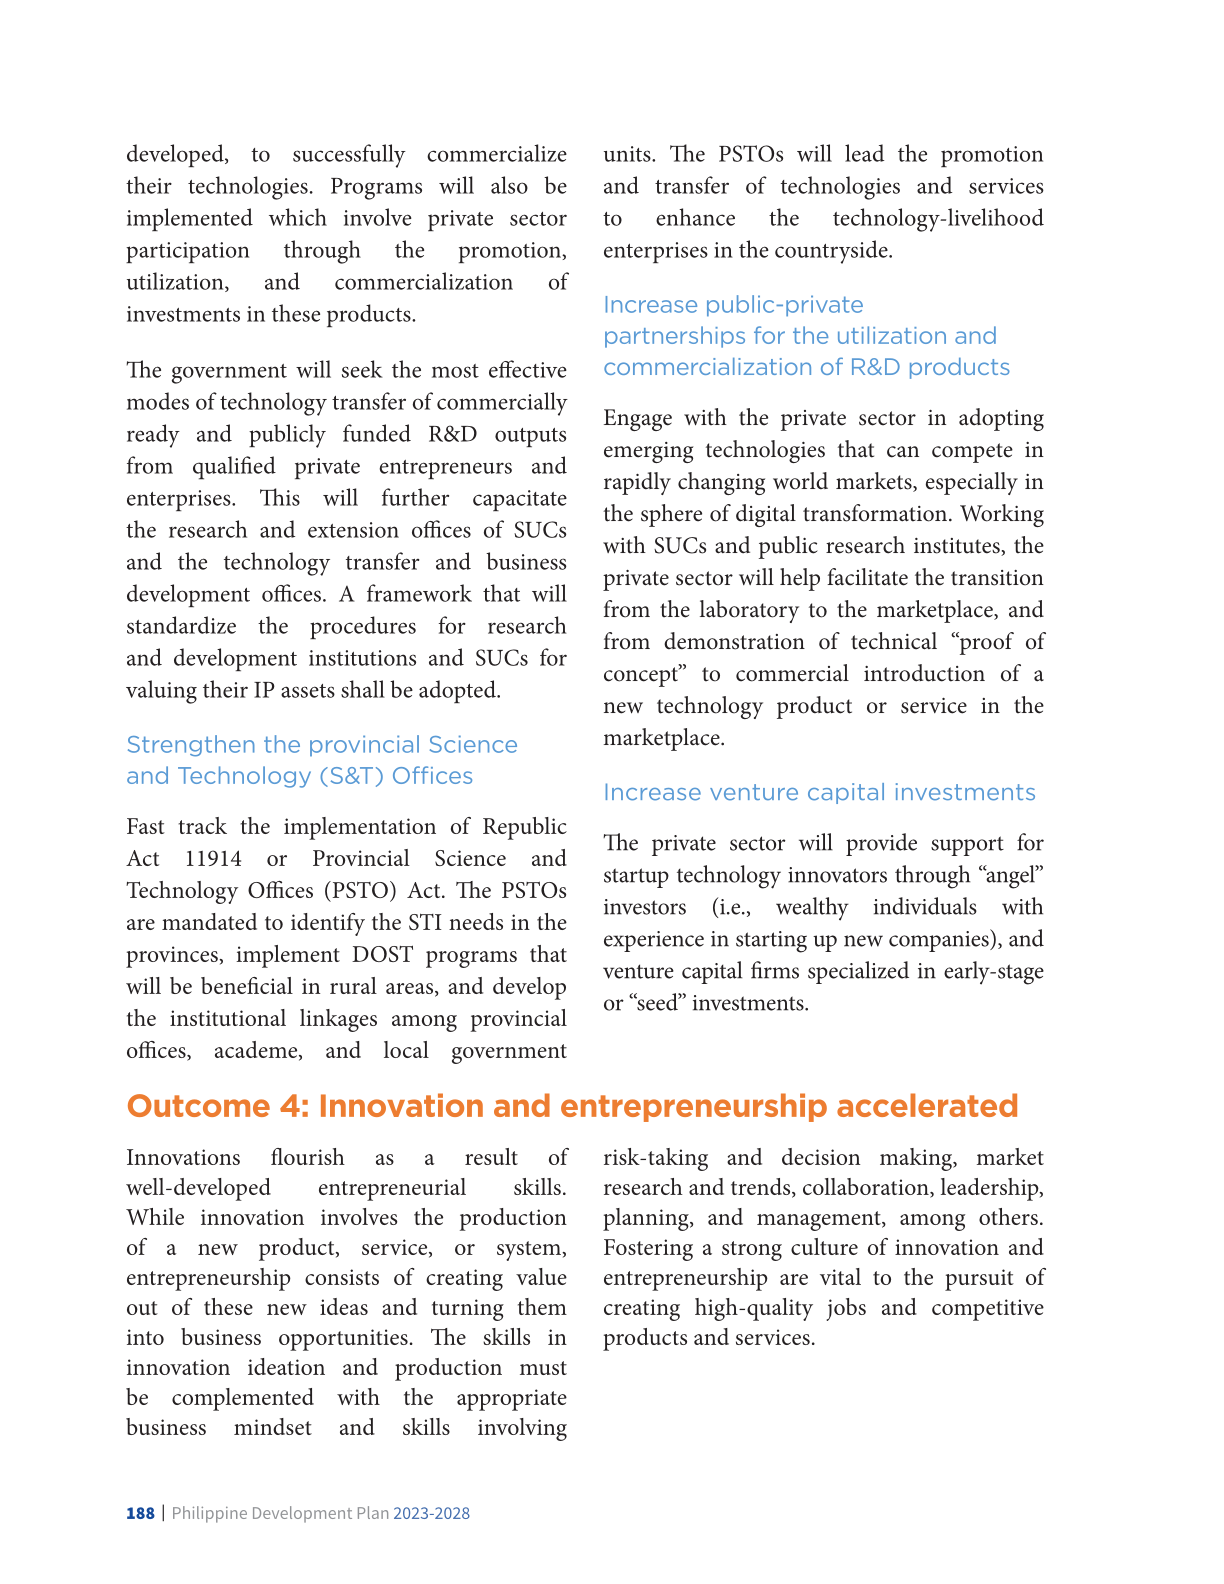 developed, to successfully commercialize
their technologies. Programs will also be
implemented which involve private sector
participation through the promotion,
utilization, and commercialization of
investments in these products.
The government will seek the most effective
modes of technology transfer of commercially
ready and publicly funded R&D outputs
from qualified private entrepreneurs and
enterprises. This will further capacitate
the research and extension offices of SUCs
and the technology transfer and business
development offices. A framework that will
standardize the procedures for research
and development institutions and SUCs for
valuing their IP assets shall be adopted.
Strengthen the provincial Science
and Technology (S&T) Offices
Fast track the implementation of Republic
Act 11914 or Provincial Science and
Technology Offices (PSTO) Act. The PSTOs
are mandated to identify the STI needs in the
provinces, implement DOST programs that
will be beneficial in rural areas, and develop
the institutional linkages among provincial
offices, academe, and local government
units. The PSTOs will lead the promotion
and transfer of technologies and services
to enhance the technology-livelihood
enterprises in the countryside.
Increase public-private
partnerships for the utilization and
commercialization of R&D products
Engage with the private sector in adopting
emerging technologies that can compete in
rapidly changing world markets, especially in
the sphere of digital transformation. Working
with SUCs and public research institutes, the
private sector will help facilitate the transition
from the laboratory to the marketplace, and
from demonstration of technical “proof of
concept” to commercial introduction of a
new technology product or service in the
marketplace.
Increase venture capital investments
The private sector will provide support for
startup technology innovators through “angel”
investors (i.e., wealthy individuals with
experience in starting up new companies), and
venture capital firms specialized in early-stage
or “seed” investments.
Outcome 4: Innovation and entrepreneurship accelerated
Innovations flourish as a result of
well-developed entrepreneurial skills.
While innovation involves the production
of a new product, service, or system,
entrepreneurship consists of creating value
out of these new ideas and turning them
into business opportunities. The skills in
innovation ideation and production must
be complemented with the appropriate
business mindset and skills involving
risk-taking and decision making, market
research and trends, collaboration, leadership,
planning, and management, among others.
Fostering a strong culture of innovation and
entrepreneurship are vital to the pursuit of
creating high-quality jobs and competitive
products and services.
188 | Philippine Development Plan 2023-2028